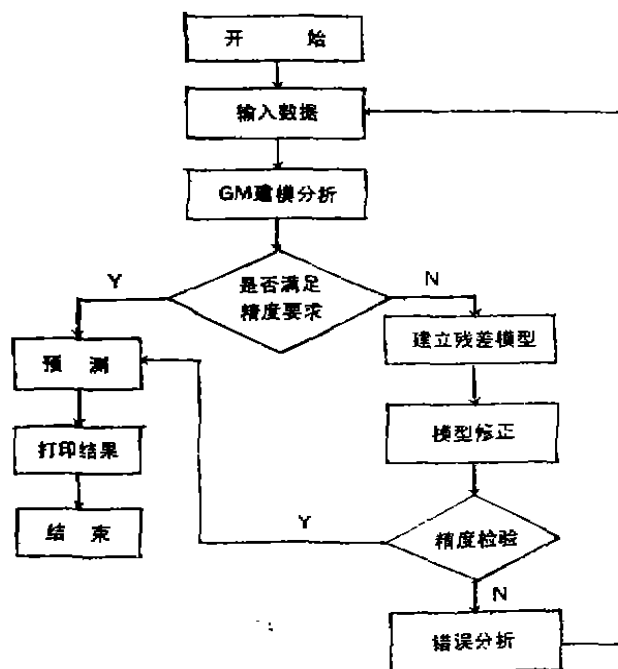 开 始
输入数据
GM建模分析
是否满足
精度要求
Y
N
预 测
建立残差模型
打印结果
模型修正
结 束
Y
精度检验
N
错误分析